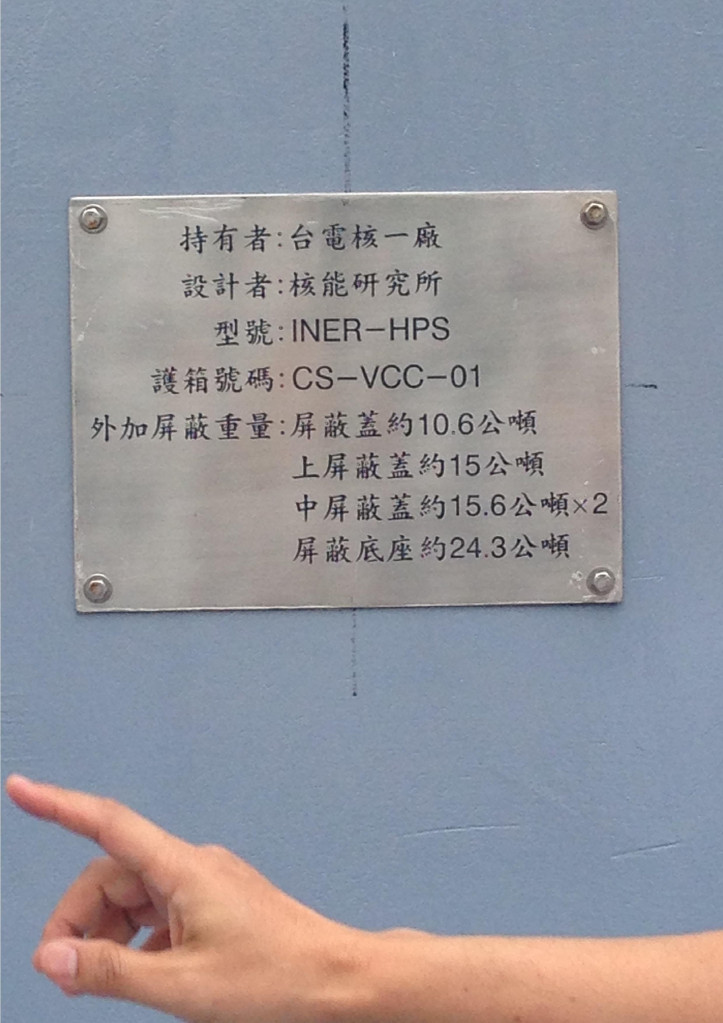 持有者:台電核一廠
設計者:核能研究所
型號:INER-HPS
護箱號碼:CS-VCC-01
外加屏蔽重量:屏蔽蓋約10.6公噸
上屏蔽蓋約15公噸
中屏蔽蓋約15.6公噸×2
屏蔽底座約24.3公噸